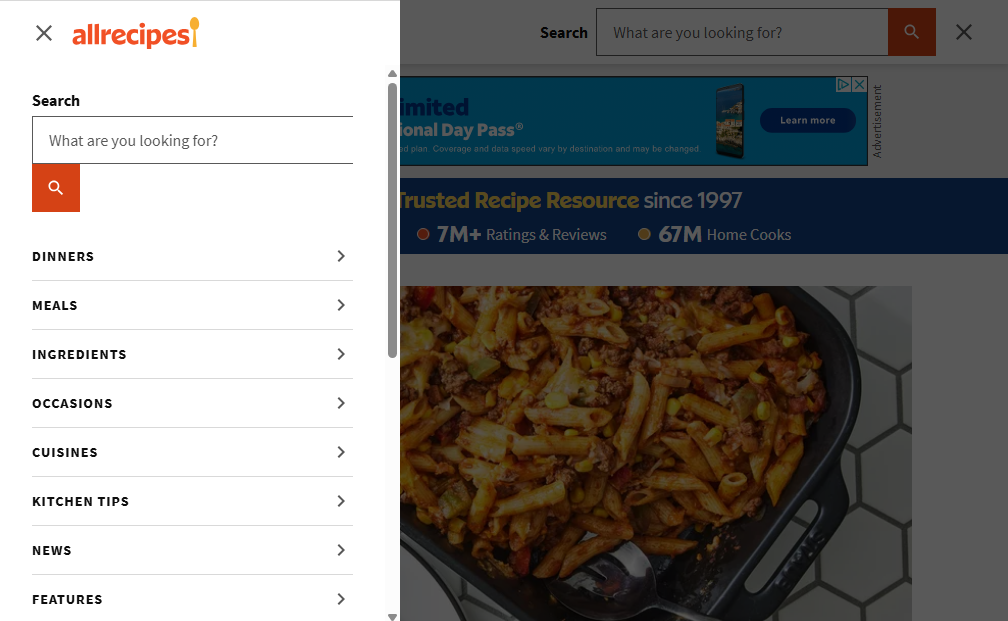 allrecipes
Search
What are you looking for?
DINNERS
MEALS
INGREDIENTS
OCCASIONS
CUISINES
KITCHEN TIPS
NEWS
FEATURES
Search
What are you looking for?
imited
ional Day Pass®
ed plan. Coverage and data speed vary by destination and may be changed.
Learn more
Advertisement
Trusted Recipe Resource since 1997
7M+ Ratings & Reviews
67M Home Cooks